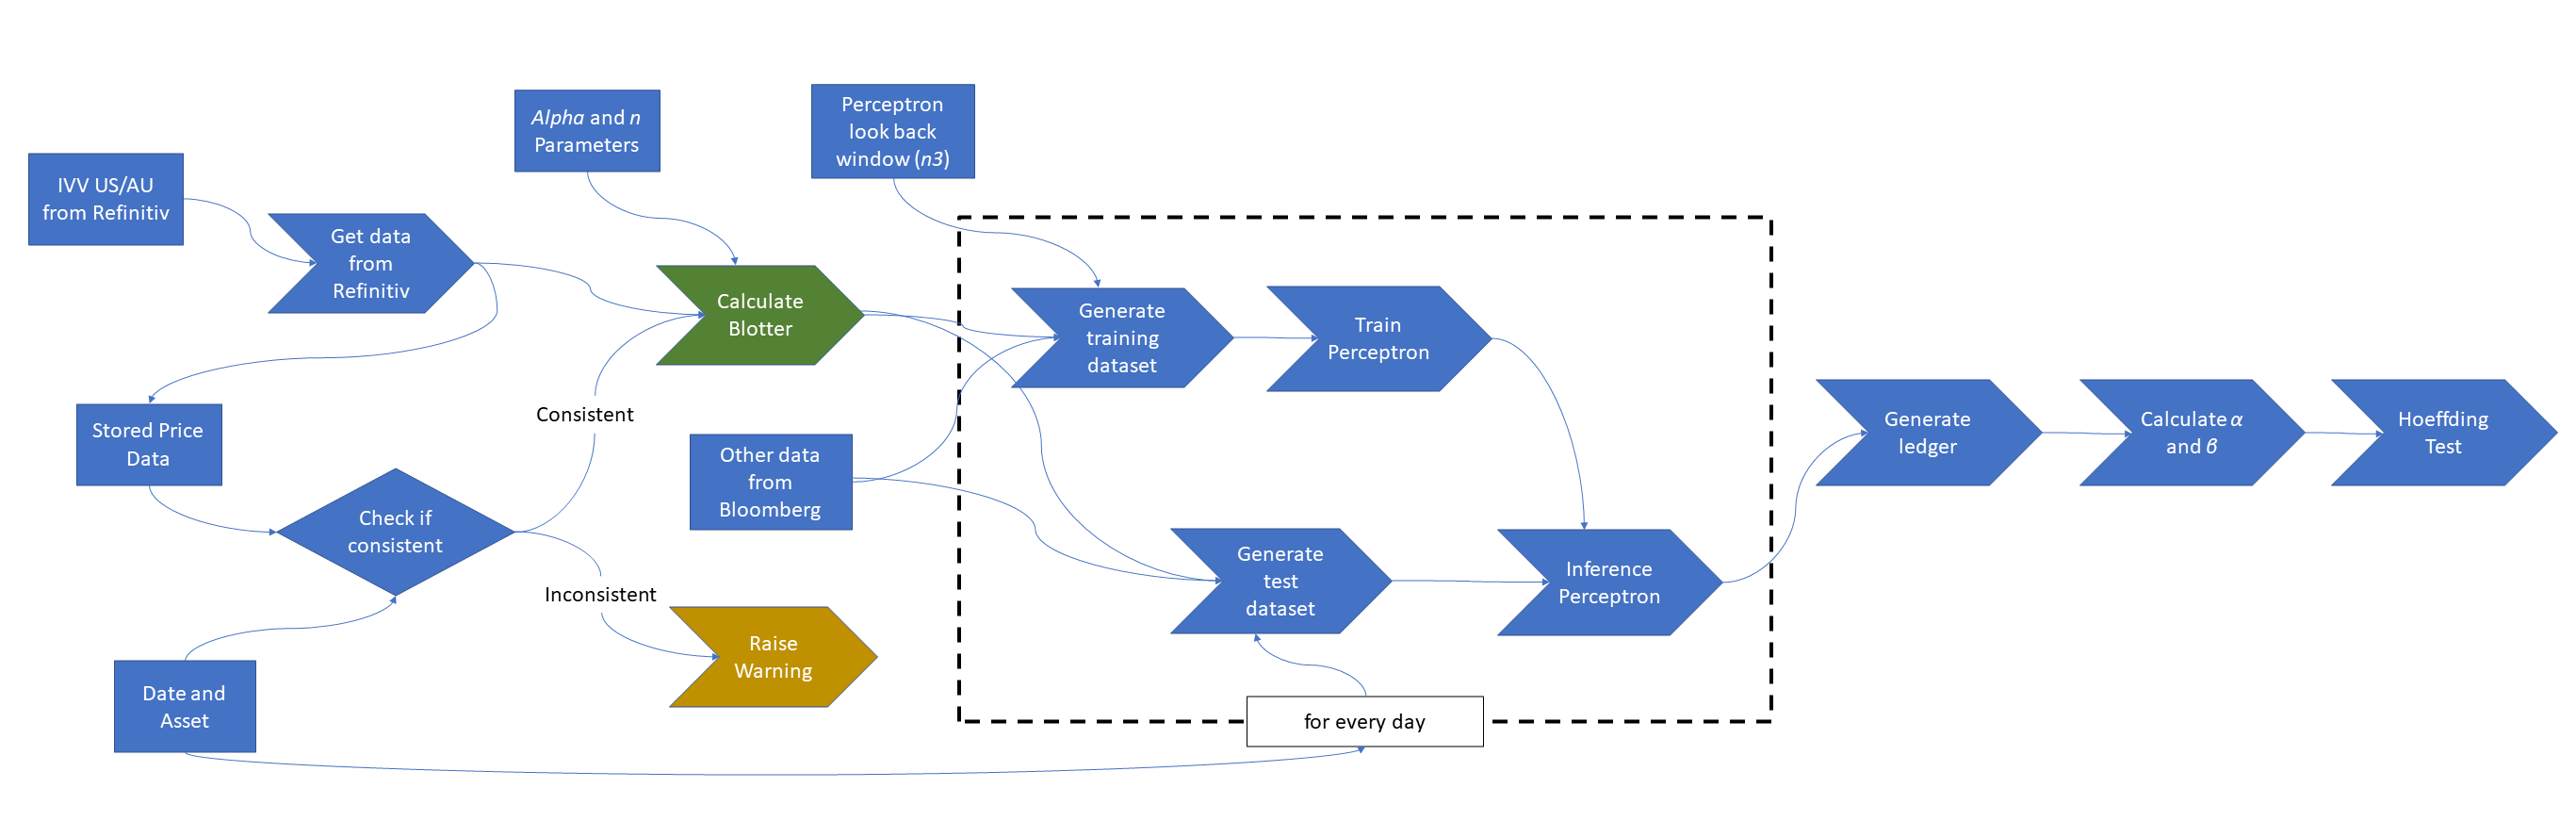 IVV US/AU
from Refinitiv
Get data
from
Refinitiv
Alpha and n
Parameters
Perceptron
look back
window (n3)
Calculate
Blotter
Generate
training
dataset
Train
Perceptron
Stored Price
Data
Consistent
Check if
consistent
Other data
from
Bloomberg
Inconsistent
Raise
Warning
Date and
Asset
Generate
test
dataset
Inference
Perceptron
for every day
Generate
ledger
Calculate α
and β
Hoeffding
Test